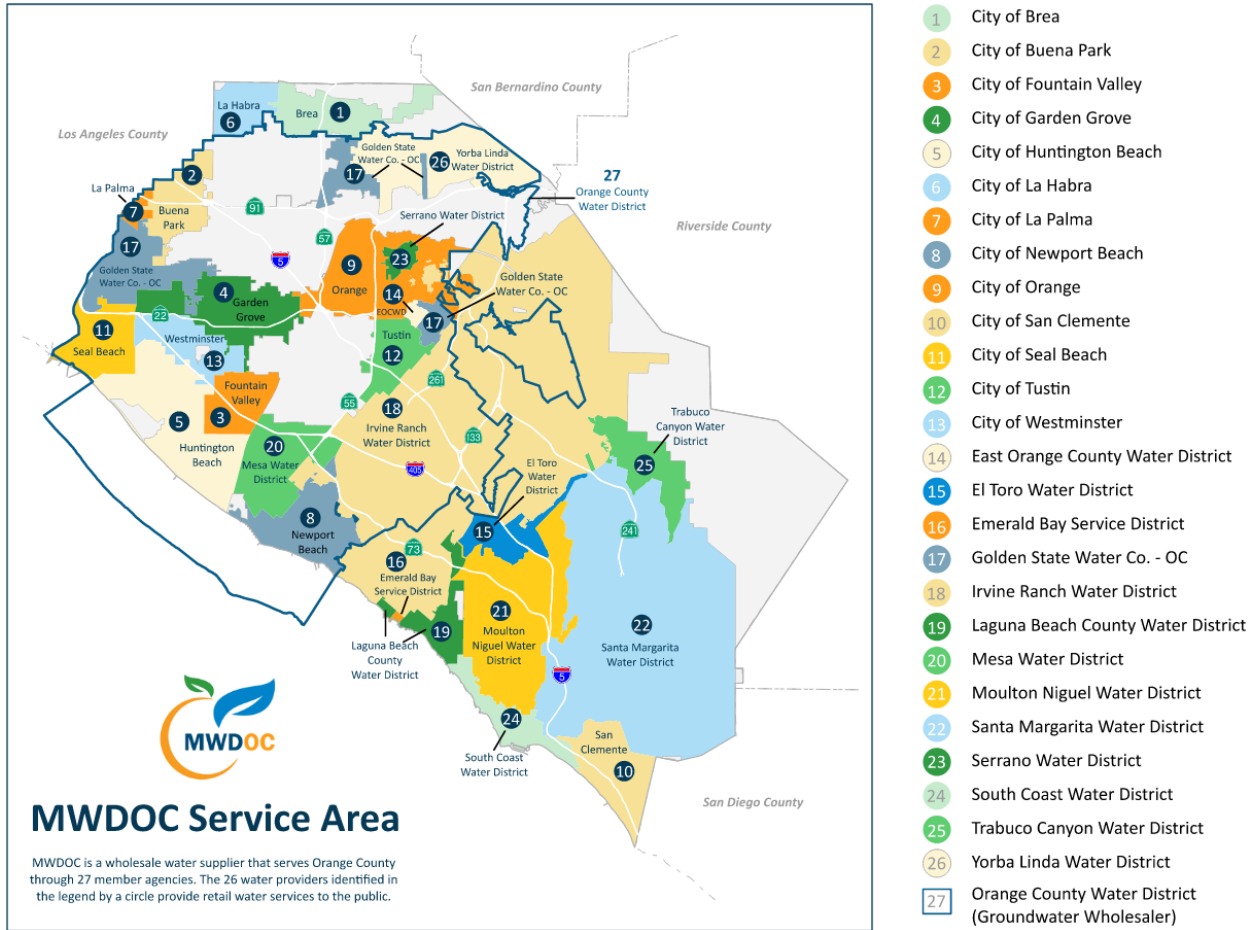 San Bernardino County
Los Angeles County
La Habra
6
Brea
1
Golden State
Water Co. - OC
17
26
Yorba Linda
Water District
27
Orange County
Water District
Riverside County
2
La Palma
7
Buena
Park
91
57
5
Serrano Water District
23
17
Golden State
Water Co. - OC
9
Orange
14
EOCWD
Golden State
Water Co. - OC
17
4
Garden
Grove
22
11
Seal Beach
Westminster
13
Tustin
12
261
Fountain
Valley
3
55
18
Irvine Ranch
Water District
133
Trabuco
Canyon Water
District
25
5
Huntington
Beach
20
Mesa Water
District
405
El Toro
Water
District
15
241
8
Newport
Beach
73
16
Emerald Bay
Service District
21
Moulton
Niguel Water
District
22
Santa Margarita
Water District
19
Laguna Beach
County
Water District
5
24
South Coast
Water District
San
Clemente
10
San Diego County
MWDOC
MWDOC Service Area
MWDOC is a wholesale water supplier that serves Orange County
through 27 member agencies. The 26 water providers identified in
the legend by a circle provide retail water services to the public.
1 City of Brea
2 City of Buena Park
3 City of Fountain Valley
4 City of Garden Grove
5 City of Huntington Beach
6 City of La Habra
7 City of La Palma
8 City of Newport Beach
9 City of Orange
10 City of San Clemente
11 City of Seal Beach
12 City of Tustin
13 City of Westminster
14 East Orange County Water District
15 El Toro Water District
16 Emerald Bay Service District
17 Golden State Water Co. - OC
18 Irvine Ranch Water District
19 Laguna Beach County Water District
20 Mesa Water District
21 Moulton Niguel Water District
22 Santa Margarita Water District
23 Serrano Water District
24 South Coast Water District
25 Trabuco Canyon Water District
26 Yorba Linda Water District
27 Orange County Water District
(Groundwater Wholesaler)